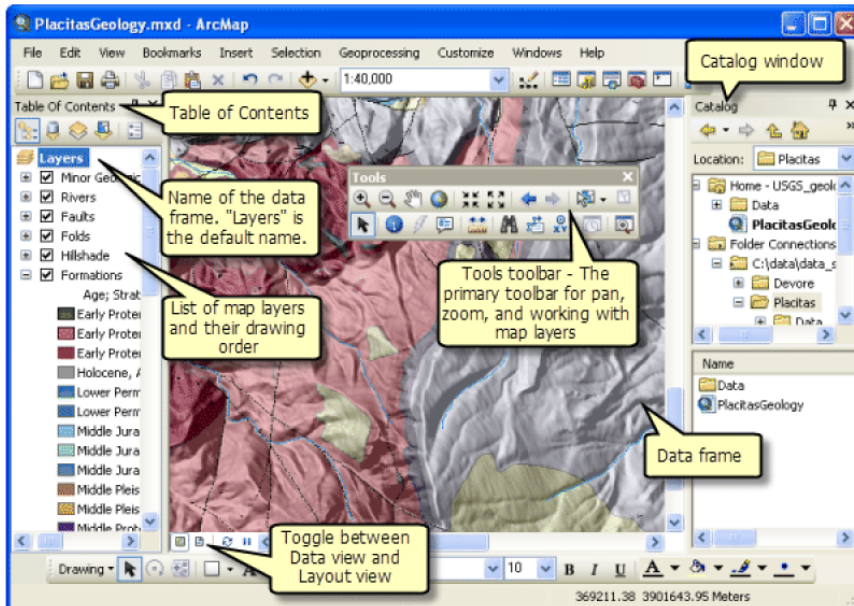 PlacitasGeology.mxd - ArcMap
File Edit View Bookmarks Insert Selection Geoprocessing Customize Windows Help
1:40,000
Catalog window
Table Of Contents
Table of Contents
Catalog
Layers
Location: Placitas
Minor Geologic
Rivers
Faults
Folds
Hillshade
Formations
Age; Strat
Early Proter
Early Proter
Early Proter
Holocene, A
Lower Perm
Lower Perm
Middle Jura
Middle Jura
Middle Jura
Middle Pleis
Middle Pleis
Middle Prot
Name of the data
frame. "Layers" is
the default name.
List of map layers
and their drawing
order
Tools
Tools toolbar - The
primary toolbar for pan,
zoom, and working with
map layers
Home - USGS_geol
Data
PlacitasGeol
Folder Connections
C:\data\data_s
Devore
Placitas
Data
Name
Data
PlacitasGeology
Data frame
Toggle between
Data view and
Layout view
Drawing
A
10
B I U A
369211.38 3901643.95 Meters